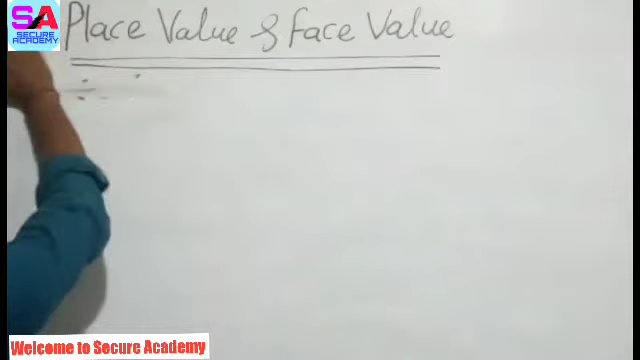 SA
SECURE
ACADEMY
Place Value & Face Value
Welcome to Secure Academy